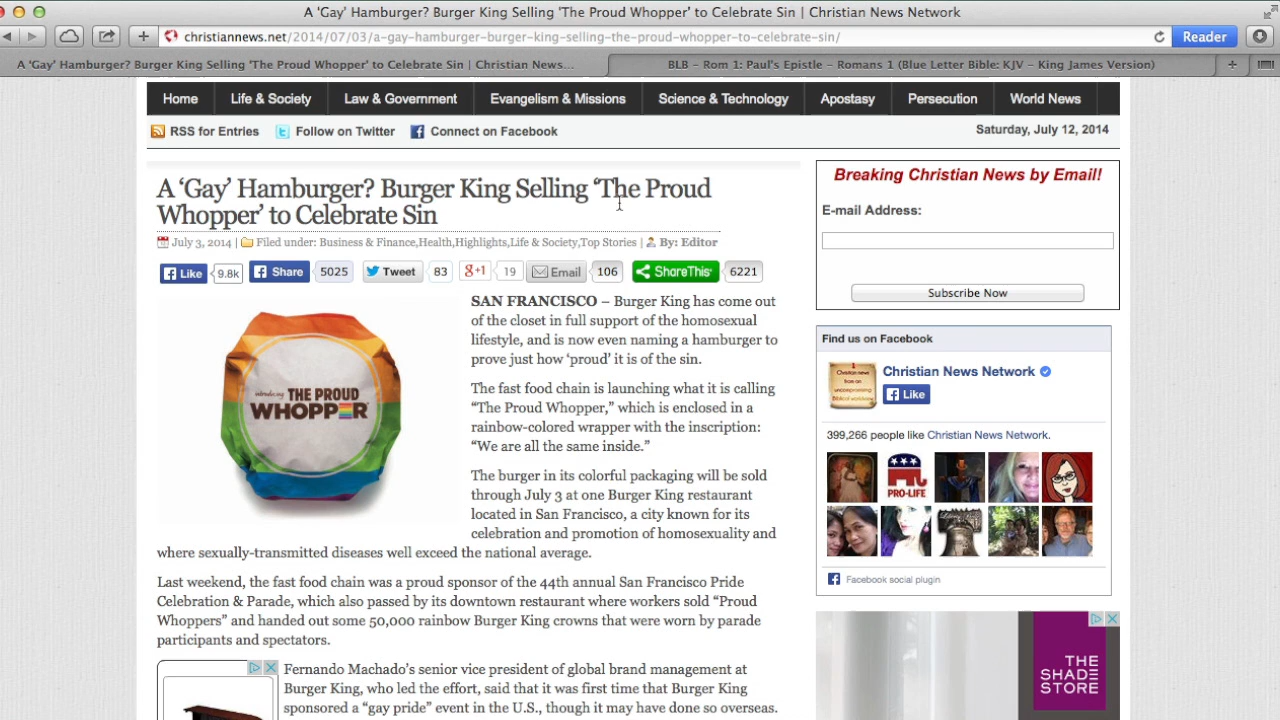 A ‘Gay’ Hamburger? Burger King Selling ‘The Proud Whopper’ to Celebrate Sin | Christian News Network
christiannews.net/2014/07/03/a-gay-hamburger-burger-king-selling-the-proud-whopper-to-celebrate-sin/
Reader
A ‘Gay’ Hamburger? Burger King Selling ‘The Proud Whopper’ to Celebrate Sin | Christian News...
BLB – Rom 1: Paul's Epistle – Romans 1 (Blue Letter Bible: KJV – King James Version)
Home Life & Society Law & Government Evangelism & Missions Science & Technology Apostasy Persecution World News
RSS for Entries Follow on Twitter Connect on Facebook
Saturday, July 12, 2014
A ‘Gay’ Hamburger? Burger King Selling ‘The Proud
Whopper’ to Celebrate Sin
July 3, 2014 | Filed under: Business & Finance,Health,Highlights,Life & Society,Top Stories | By: Editor
Like 9.8k Share 5025 Tweet 83 +1 19 Email 106 ShareThis 6221
introducing THE PROUD
WHOPPER
SAN FRANCISCO – Burger King has come out
of the closet in full support of the homosexual
lifestyle, and is now even naming a hamburger to
prove just how ‘proud’ it is of the sin.
The fast food chain is launching what it is calling
“The Proud Whopper,” which is enclosed in a
rainbow-colored wrapper with the inscription:
“We are all the same inside.”
The burger in its colorful packaging will be sold
through July 3 at one Burger King restaurant
located in San Francisco, a city known for its
celebration and promotion of homosexuality and
where sexually-transmitted diseases well exceed the national average.
Last weekend, the fast food chain was a proud sponsor of the 44th annual San Francisco Pride
Celebration & Parade, which also passed by its downtown restaurant where workers sold “Proud
Whoppers” and handed out some 50,000 rainbow Burger King crowns that were worn by parade
participants and spectators.
Fernando Machado’s senior vice president of global brand management at
Burger King, who led the effort, said that it was first time that Burger King
sponsored a “gay pride” event in the U.S., though it may have done so overseas.
Breaking Christian News by Email!
E-mail Address:
Subscribe Now
Find us on Facebook
Christian News Network
Like
399,266 people like Christian News Network.
PRO-LIFE
Facebook social plugin
THE
SHADE
STORE